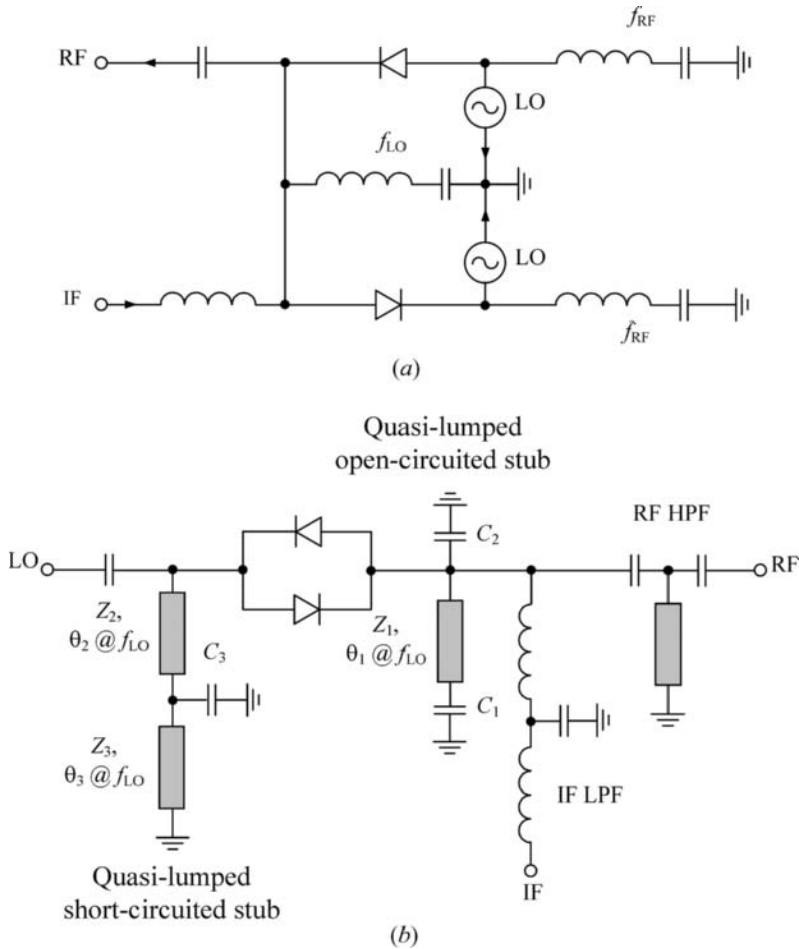 f_RF
RF
LO
f_LO
LO
IF
f_RF
(a)
Quasi-lumped
open-circuited stub
C_2
RF HPF
LO
RF
Z_2,
θ_2 @ f_LO
C_3
Z_1,
θ_1 @ f_LO
C_1
Z_3,
θ_3 @ f_LO
IF LPF
Quasi-lumped
short-circuited stub
IF
(b)